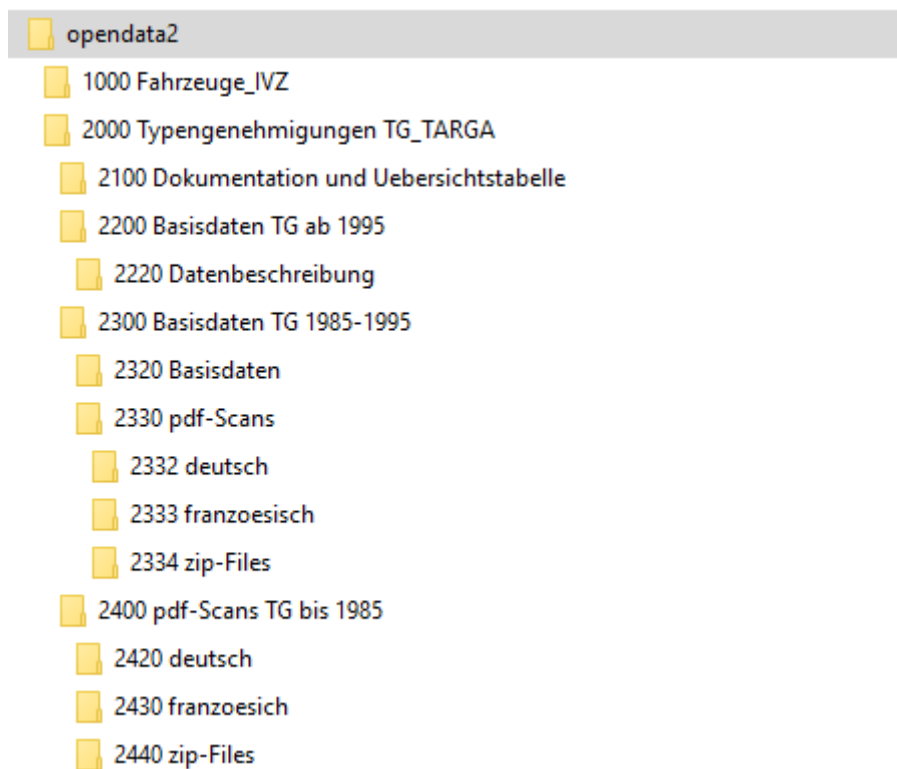 opendata2
1000 Fahrzeuge_IVZ
2000 Typengenehmigungen TG_TARGA
2100 Dokumentation und Uebersichtstabelle
2200 Basisdaten TG ab 1995
2220 Datenbeschreibung
2300 Basisdaten TG 1985-1995
2320 Basisdaten
2330 pdf-Scans
2332 deutsch
2333 franzoesisch
2334 zip-Files
2400 pdf-Scans TG bis 1985
2420 deutsch
2430 franzoesich
2440 zip-Files